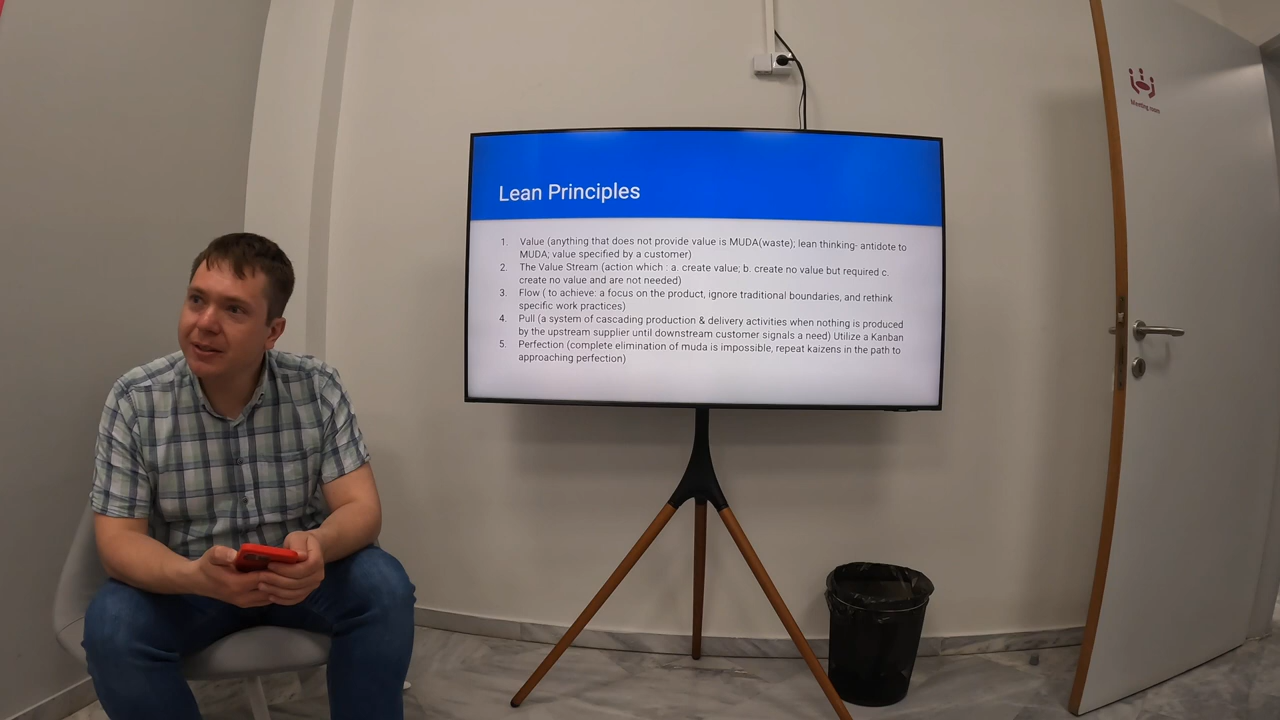 Lean Principles
1. Value (anything that does not provide value is MUDA(waste); lean thinking- antidote to
MUDA; value specified by a customer)
2. The Value Stream (action which : a. create value; b. create no value but required c.
create no value and are not needed)
3. Flow ( to achieve: a focus on the product, ignore traditional boundaries, and rethink
specific work practices)
4. Pull (a system of cascading production & delivery activities when nothing is produced
by the upstream supplier until downstream customer signals a need) Utilize a Kanban
5. Perfection (complete elimination of muda is impossible, repeat kaizens in the path to
approaching perfection)
Meeting room